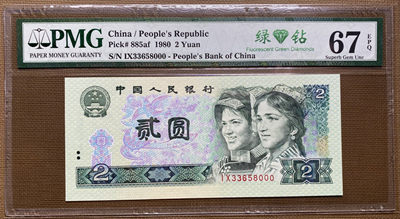 PMG
PAPER MONEY GUARANTY
China / People's Republic
Pick# 885af 1980 2 Yuan
S/N IX33658000 - People's Bank of China
绿钻
Fluorescent Green Diamonds
67
EPQ
Superb Gem Unc
中国人民银行
2
贰圆
IX33658000
2
2